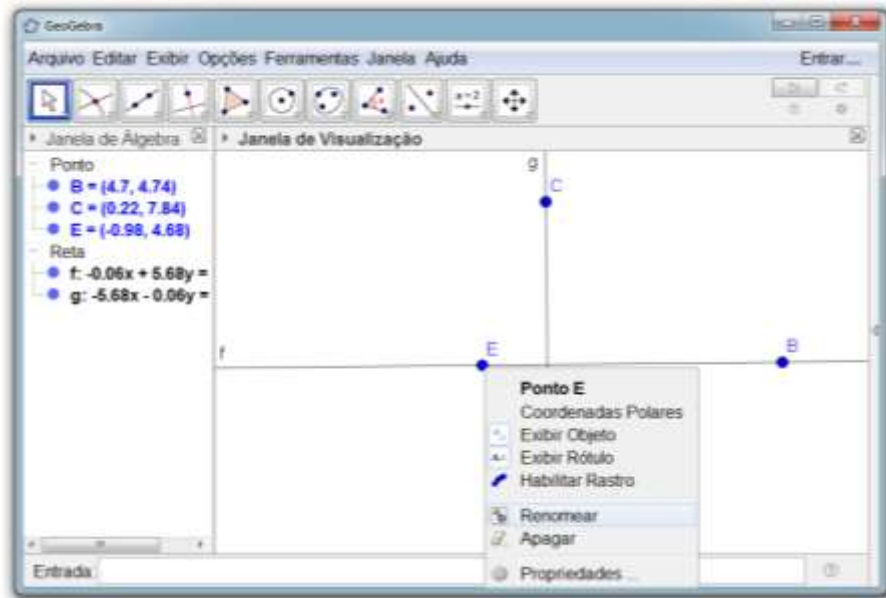 GeoGebra
Arquivo Editar Exibir Opções Ferramentas Janela Ajuda Entrar...
a=2
Janela de Álgebra
Janela de Visualização
Ponto
B = (4.7, 4.74)
C = (0.22, 7.84)
E = (-0.98, 4.68)
Reta
f: -0.06x + 5.68y =
g: -5.68x - 0.06y =
g
C
f
E
B
Ponto E
Coordenadas Polares
Exibir Objeto
Exibir Rótulo
Habilitar Rastro
Renomear
Apagar
Propriedades ...
Entrada: